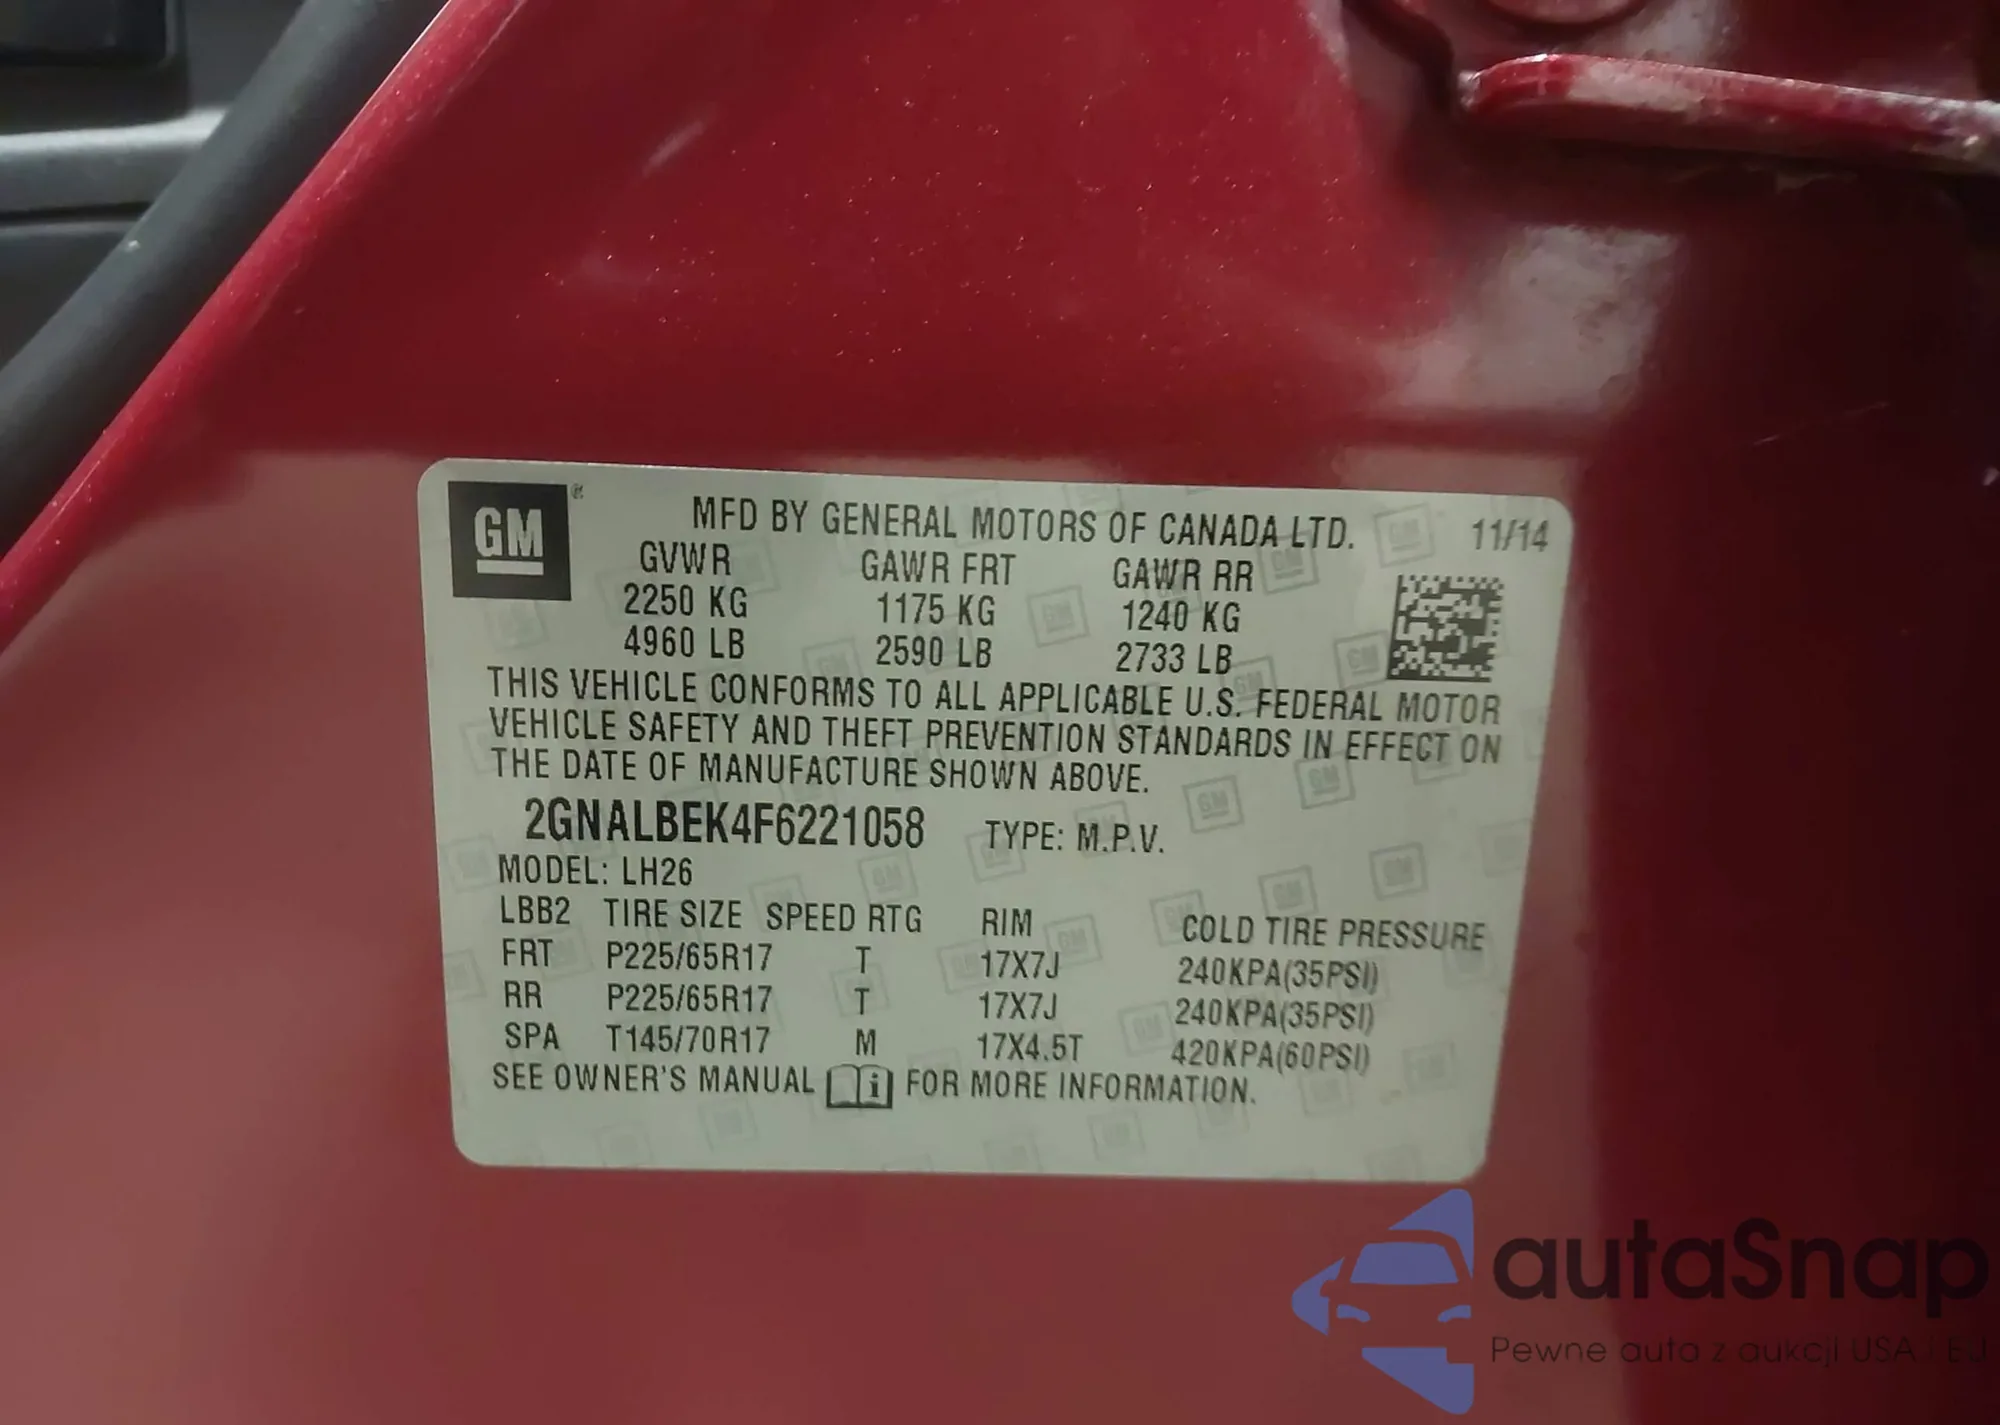 GM
MFD BY GENERAL MOTORS OF CANADA LTD. 11/14
GVWR GAWR FRT GAWR RR
2250 KG 1175 KG 1240 KG
4960 LB 2590 LB 2733 LB
THIS VEHICLE CONFORMS TO ALL APPLICABLE U.S. FEDERAL MOTOR
VEHICLE SAFETY AND THEFT PREVENTION STANDARDS IN EFFECT ON
THE DATE OF MANUFACTURE SHOWN ABOVE.
2GNALBEK4F6221058 TYPE: M.P.V.
MODEL: LH26
LBB2 TIRE SIZE SPEED RTG RIM COLD TIRE PRESSURE
FRT P225/65R17 T 17X7J 240KPA(35PSI)
RR P225/65R17 T 17X7J 240KPA(35PSI)
SPA T145/70R17 M 17X4.5T 420KPA(60PSI)
SEE OWNER'S MANUAL i FOR MORE INFORMATION.
autaSnap
Pewne auta z aukcji USA i EU